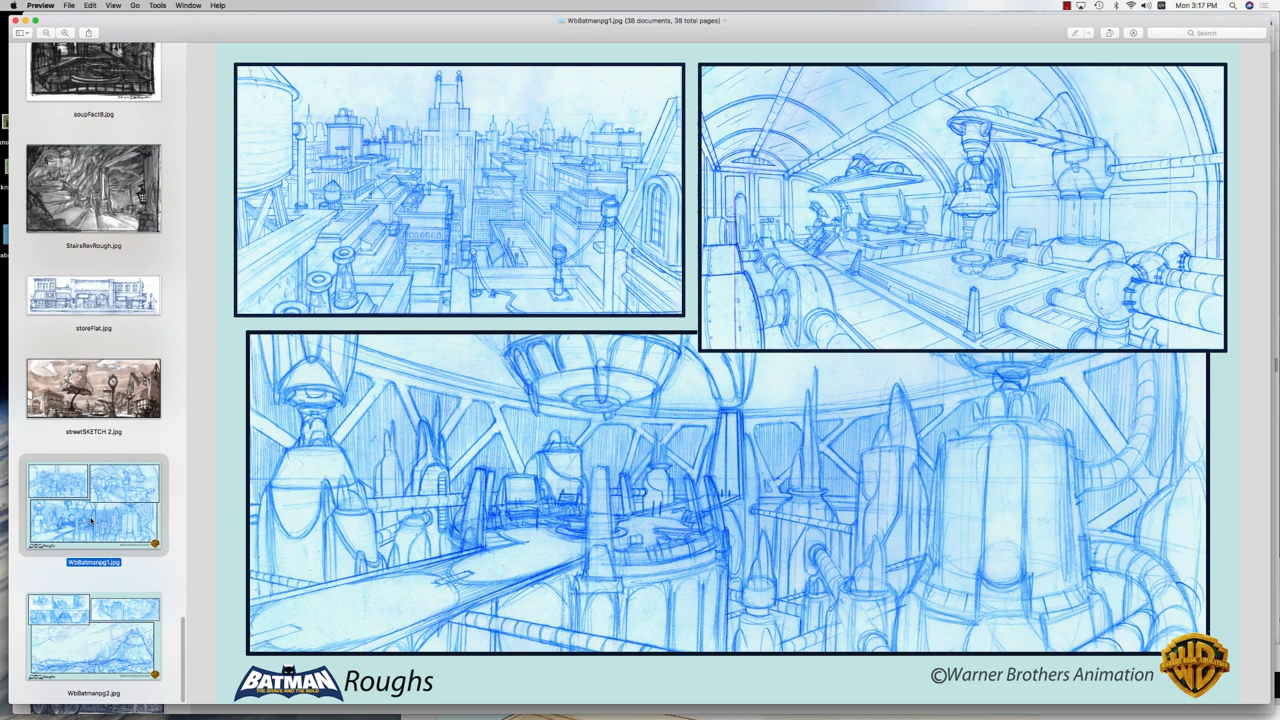 Preview File Edit View Go Tools Window Help
Mon 3:17 PM
WbBatmanpg1.jpg (38 documents, 38 total pages)
Search
soupFact8.jpg
StairsRevRough.jpg
storeFlat.jpg
streetSKETCH 2.jpg
WbBatmanpg1.jpg
WbBatmanpg2.jpg
BATMAN
THE BRAVE AND THE BOLD
Roughs
©Warner Brothers Animation
WB